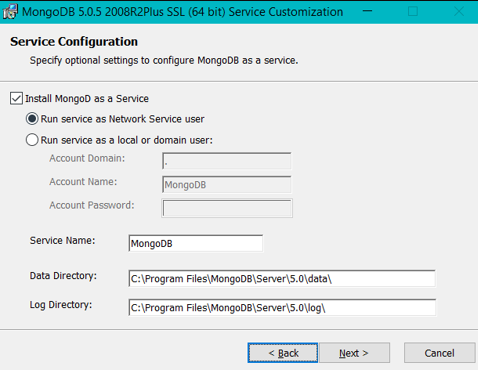 MongoDB 5.0.5 2008R2Plus SSL (64 bit) Service Customization
Service Configuration
Specify optional settings to configure MongoDB as a service.
Install MongoD as a Service
Run service as Network Service user
Run service as a local or domain user:
Account Domain: .
Account Name: MongoDB
Account Password:
Service Name: MongoDB
Data Directory: C:\Program Files\MongoDB\Server\5.0\data\
Log Directory: C:\Program Files\MongoDB\Server\5.0\log\
< Back Next > Cancel